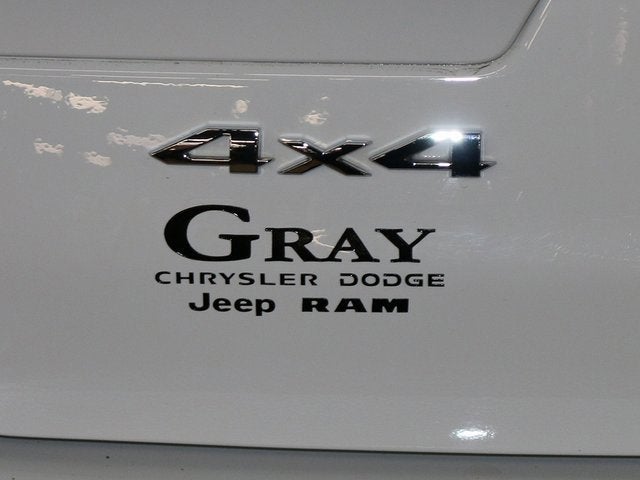 4x4
GRAY
CHRYSLER DODGE
Jeep RAM